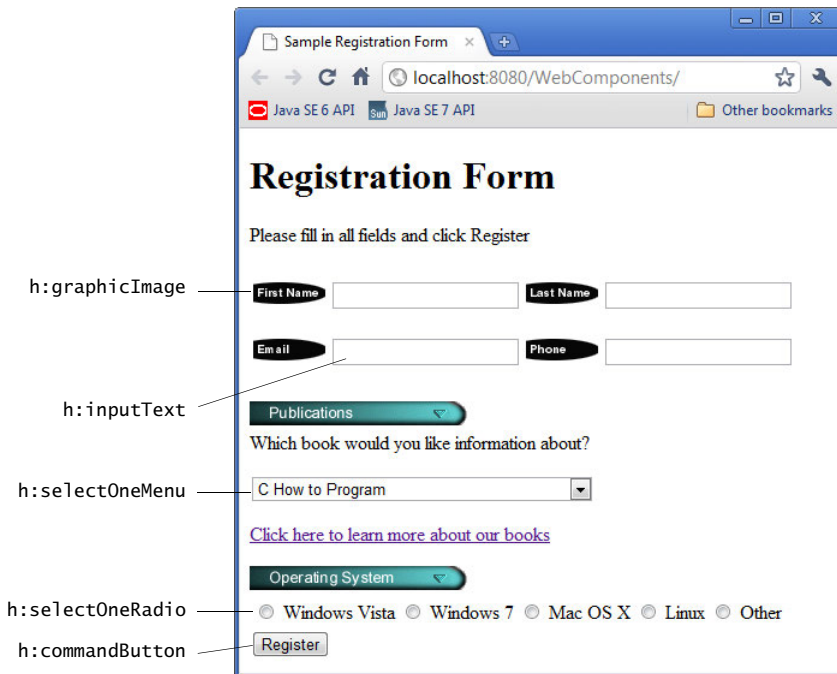 Sample Registration Form
localhost:8080/WebComponents/
Java SE 6 API Sun Java SE 7 API Other bookmarks
Registration Form
Please fill in all fields and click Register
h:graphicImage First Name Last Name
Email Phone
h:inputText
Publications
Which book would you like information about?
h:selectOneMenu C How to Program
Click here to learn more about our books
Operating System
h:selectOneRadio Windows Vista Windows 7 Mac OS X Linux Other
h:commandButton Register